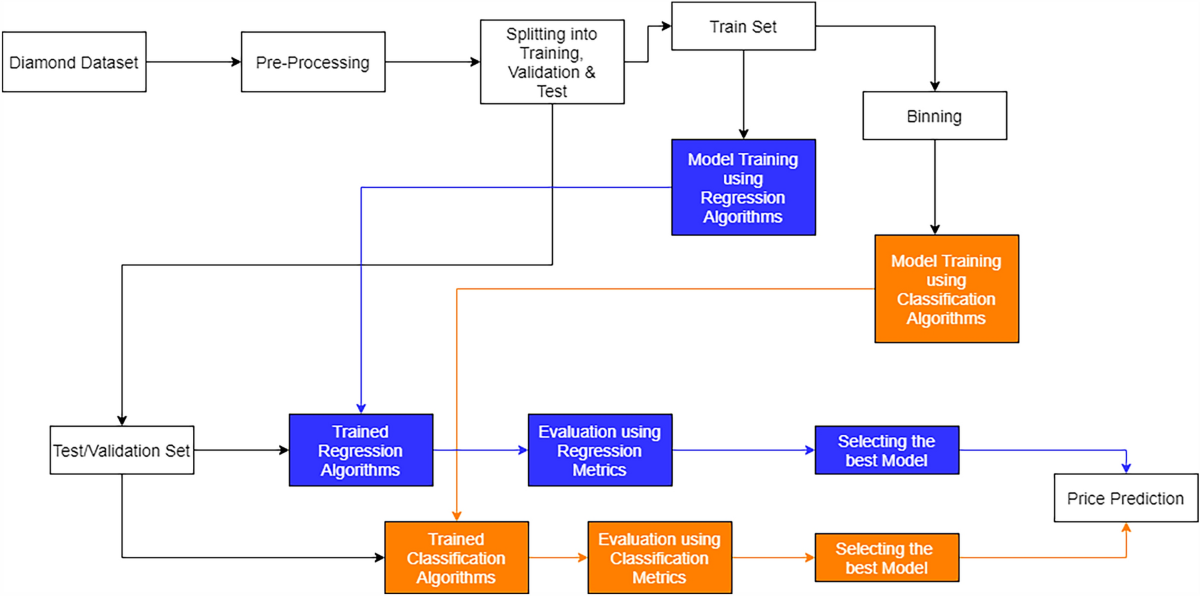 Diamond Dataset
Pre-Processing
Splitting into
Training,
Validation &
Test
Train Set
Binning
Model Training
using
Regression
Algorithms
Model Training
using
Classification
Algorithms
Test/Validation Set
Trained
Regression
Algorithms
Evaluation using
Regression
Metrics
Selecting the
best Model
Price Prediction
Trained
Classification
Algorithms
Evaluation using
Classification
Metrics
Selecting the
best Model